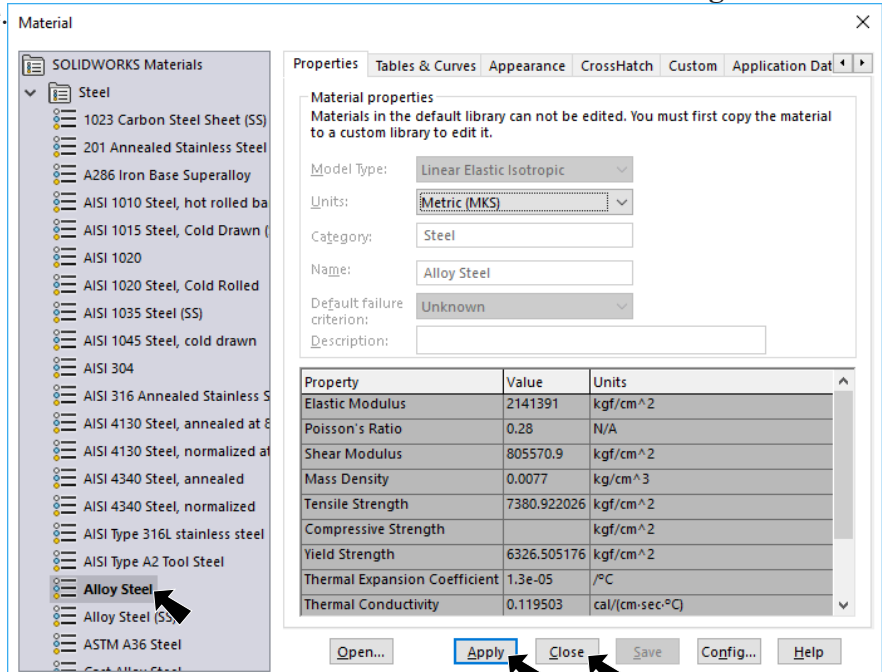 Material
SOLIDWORKS Materials
Steel
1023 Carbon Steel Sheet (SS)
201 Annealed Stainless Steel
A286 Iron Base Superalloy
AISI 1010 Steel, hot rolled ba
AISI 1015 Steel, Cold Drawn (
AISI 1020
AISI 1020 Steel, Cold Rolled
AISI 1035 Steel (SS)
AISI 1045 Steel, cold drawn
AISI 304
AISI 316 Annealed Stainless S
AISI 4130 Steel, annealed at 8
AISI 4130 Steel, normalized at
AISI 4340 Steel, annealed
AISI 4340 Steel, normalized
AISI Type 316L stainless steel
AISI Type A2 Tool Steel
Alloy Steel
Alloy Steel (SS)
ASTM A36 Steel
Properties Tables & Curves Appearance CrossHatch Custom Application Dat
Material properties
Materials in the default library can not be edited. You must first copy the material
to a custom library to edit it.
Model Type: Linear Elastic Isotropic
Units: Metric (MKS)
Category: Steel
Name: Alloy Steel
Default failure Unknown
criterion:
Description:
Property Value Units
Elastic Modulus 2141391 kgf/cm^2
Poisson's Ratio 0.28 N/A
Shear Modulus 805570.9 kgf/cm^2
Mass Density 0.0077 kg/cm^3
Tensile Strength 7380.922026 kgf/cm^2
Compressive Strength kgf/cm^2
Yield Strength 6326.505176 kgf/cm^2
Thermal Expansion Coefficient 1.3e-05 /°C
Thermal Conductivity 0.119503 cal/(cm·sec·°C)
Open... Apply Close Save Config... Help